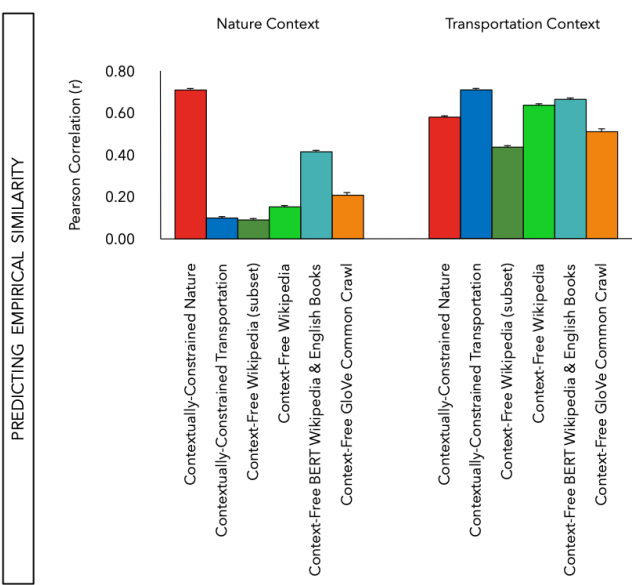 Nature Context
Transportation Context
PREDICTING EMPIRICAL SIMILARITY
Pearson Correlation (r)
0.80
0.60
0.40
0.20
0.00
Contextually-Constrained Nature
Contextually-Constrained Transportation
Context-Free Wikipedia (subset)
Context-Free Wikipedia
Context-Free BERT Wikipedia & English Books
Context-Free GloVe Common Crawl
Contextually-Constrained Nature
Contextually-Constrained Transportation
Context-Free Wikipedia (subset)
Context-Free Wikipedia
Context-Free BERT Wikipedia & English Books
Context-Free GloVe Common Crawl